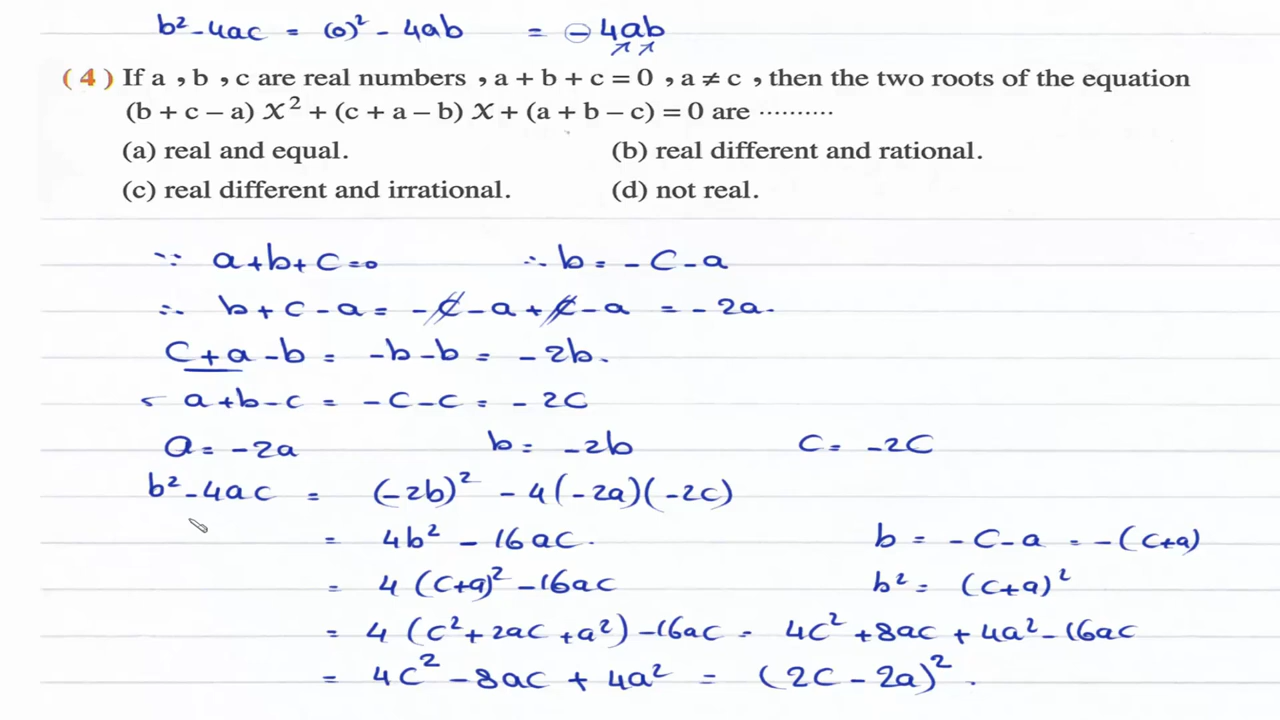 b² - 4ac = (0)² - 4ab = - 4ab
(4) If a , b , c are real numbers , a + b + c = 0 , a ≠ c , then the two roots of the equation
(b + c – a) X² + (c + a – b) X + (a + b – c) = 0 are ··········
(a) real and equal. (b) real different and rational.
(c) real different and irrational. (d) not real.
∵ a+b+c=0 ∴ b = -c-a
∴ b+c-a = -c-a+c-a = -2a.
c+a-b = -b-b = -2b.
, a+b-c = -c-c = -2c
a = -2a b = -2b c = -2c
b²-4ac = (-2b)² - 4(-2a)(-2c)
= 4b² - 16ac. b = -c-a = -(c+a)
= 4(c+a)² - 16ac b² = (c+a)²
= 4(c²+2ac+a²) - 16ac = 4c² + 8ac + 4a² - 16ac
= 4c² - 8ac + 4a² = (2c - 2a)².